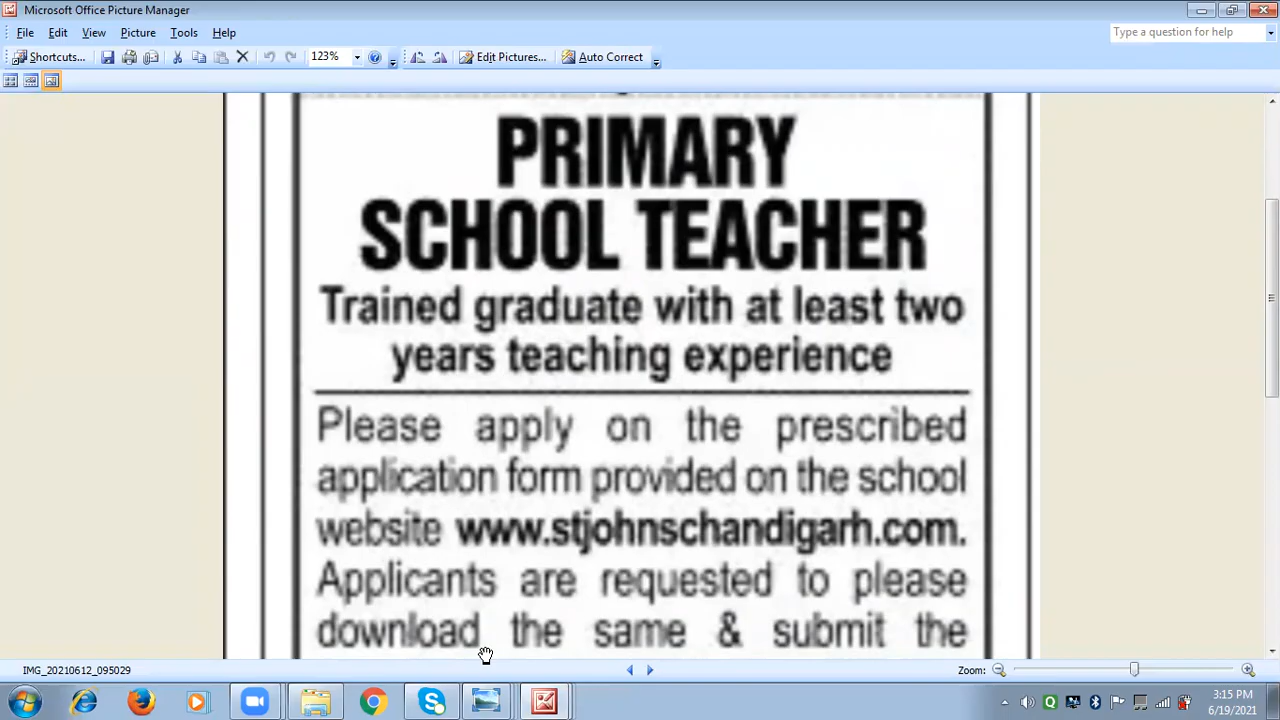 Microsoft Office Picture Manager
File Edit View Picture Tools Help
Type a question for help
Shortcuts... 123% Edit Pictures... Auto Correct
PRIMARY
SCHOOL TEACHER
Trained graduate with at least two
years teaching experience
Please apply on the prescribed
application form provided on the school
website www.stjohnschandigarh.com.
Applicants are requested to please
download the same & submit the
IMG_20210612_095029
Zoom:
3:15 PM
6/19/2021